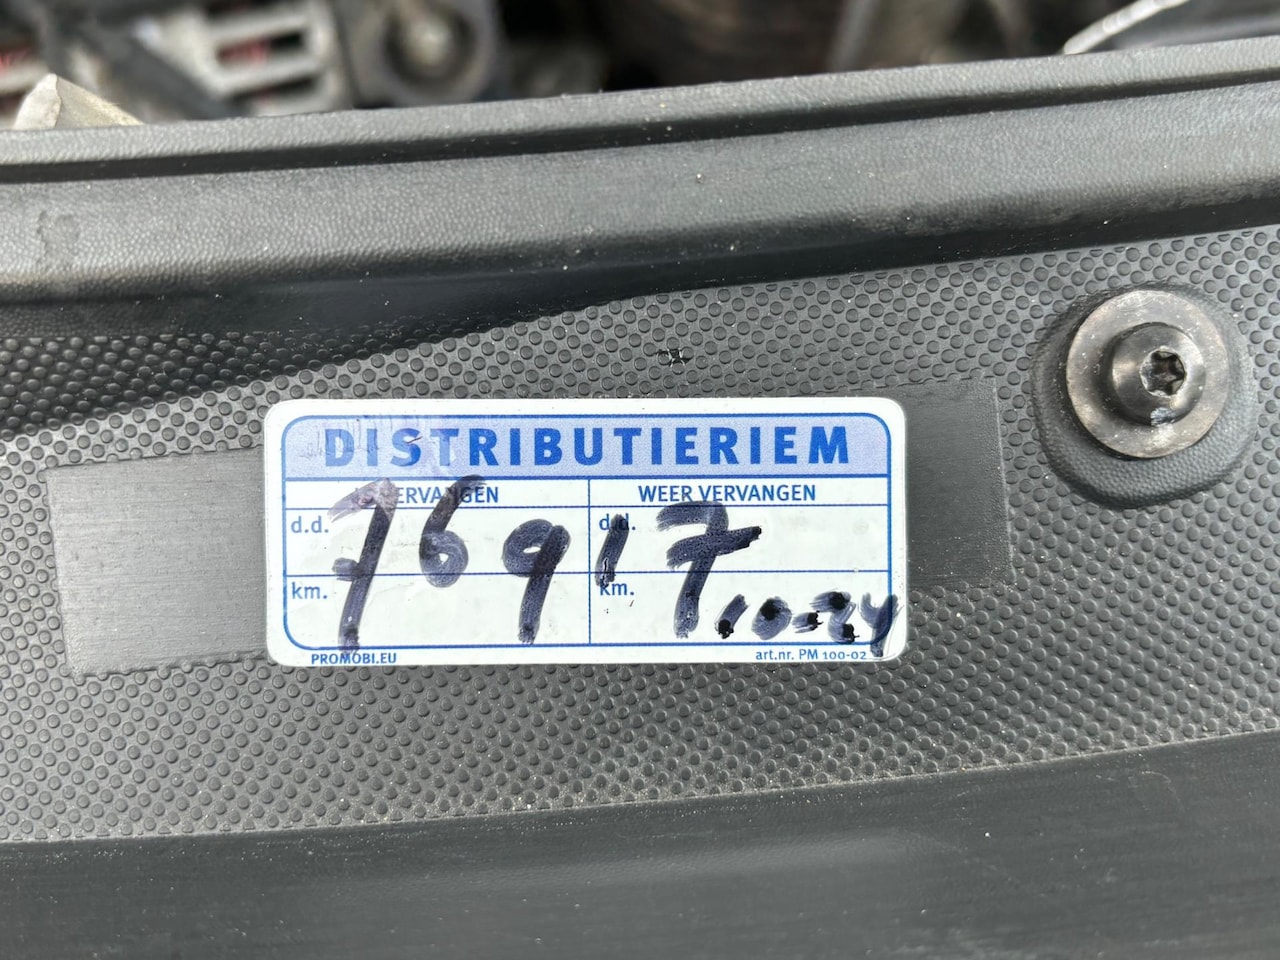 DISTRIBUTIERIEM
VERVANGEN WEER VERVANGEN
d.d. d.d.
76917
km. km.
10-24
PROMOBI.EU art.nr. PM 100-02